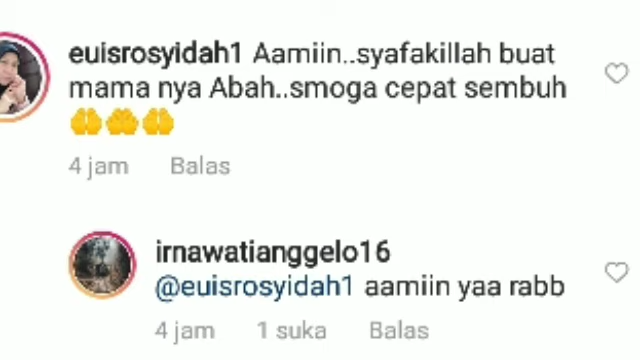 euisrosyidah1 Aamiin..syafakillah buat
mama nya Abah..smoga cepat sembuh
🤲🤲🤲
4 jam Balas
irnawatianggelo16
@euisrosyidah1 aamiin yaa rabb
4 jam 1 suka Balas